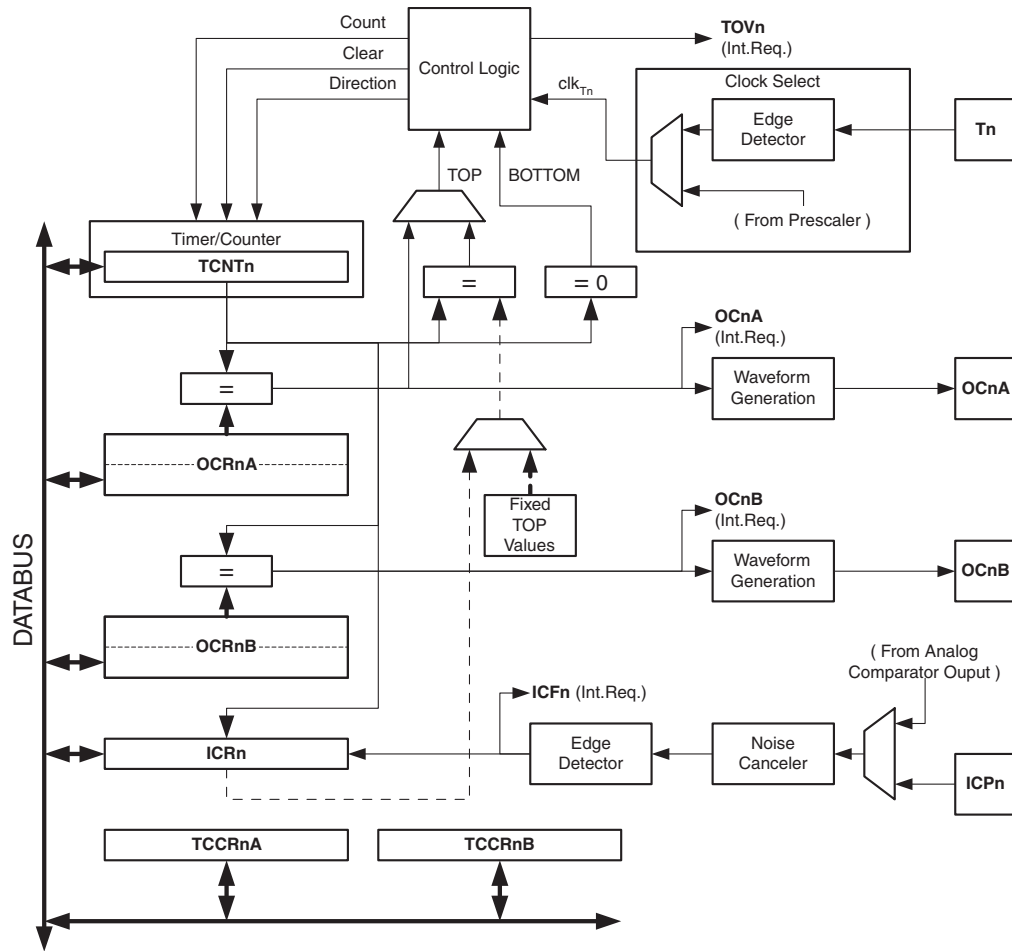 Count
Clear
Direction
Control Logic
TOVn
(Int.Req.)
clkTn
Clock Select
Edge
Detector
Tn
( From Prescaler )
TOP
BOTTOM
Timer/Counter
TCNTn
=
= 0
OCnA
(Int.Req.)
=
Waveform
Generation
OCnA
OCRnA
Fixed
TOP
Values
OCnB
(Int.Req.)
=
Waveform
Generation
OCnB
OCRnB
DATABUS
( From Analog
Comparator Ouput )
ICFn (Int.Req.)
ICRn
Edge
Detector
Noise
Canceler
ICPn
TCCRnA
TCCRnB